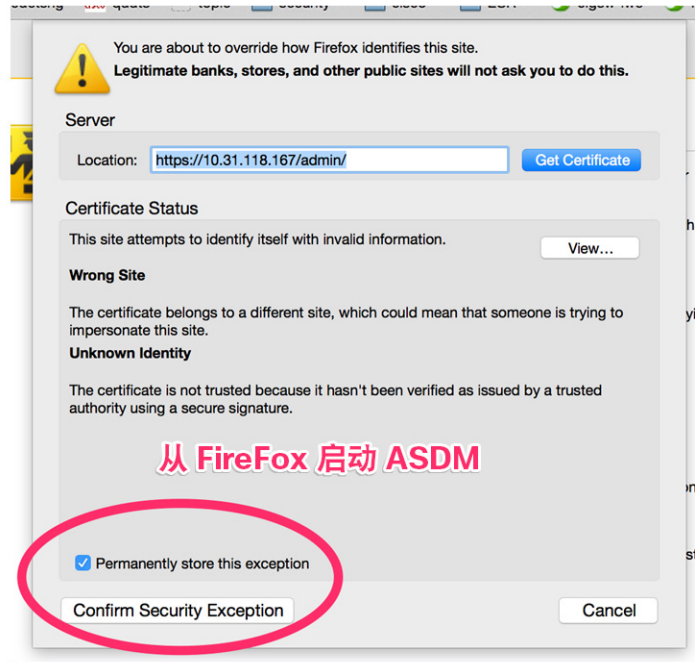 You are about to override how Firefox identifies this site.
Legitimate banks, stores, and other public sites will not ask you to do this.
Server
Location: https://10.31.118.167/admin/ Get Certificate
Certificate Status
This site attempts to identify itself with invalid information.
View...
Wrong Site
The certificate belongs to a different site, which could mean that someone is trying to
impersonate this site.
Unknown Identity
The certificate is not trusted because it hasn't been verified as issued by a trusted
authority using a secure signature.
从 FireFox 启动 ASDM
Permanently store this exception
Confirm Security Exception Cancel